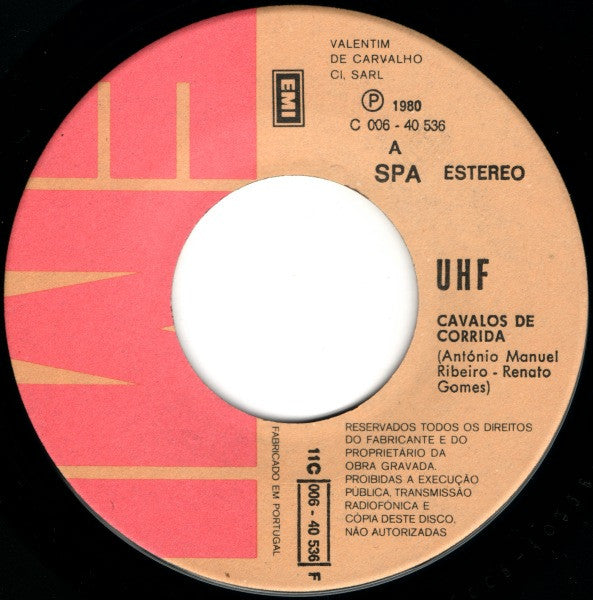 VALENTIM
DE CARVALHO
CI, SARL
EMI
Ⓟ 1980
C 006 - 40 536
A
SPA ESTEREO
UHF
CAVALOS DE
CORRIDA
(António Manuel
Ribeiro - Renato
Gomes)
RESERVADOS TODOS OS DIREITOS
DO FABRICANTE E DO
PROPRIETÁRIO DA
OBRA GRAVADA.
PROIBIDAS A EXECUÇÃO
PÚBLICA, TRANSMISSÃO
RADIOFÓNICA E
CÓPIA DESTE DISCO,
NÃO AUTORIZADAS
11C 006 - 40 536 F
FABRICADO EM PORTUGAL